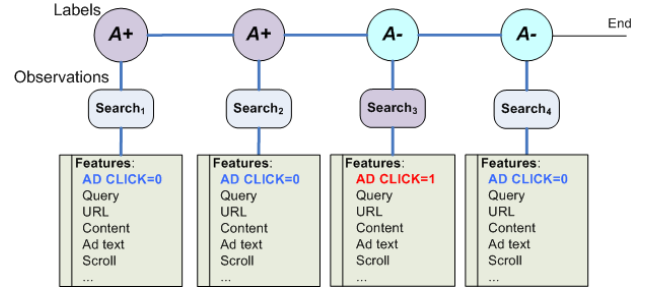 Labels
A+ A+ A- A- End
Observations
Search1 Search2 Search3 Search4
Features: Features: Features: Features:
AD CLICK=0 AD CLICK=0 AD CLICK=1 AD CLICK=0
Query Query Query Query
URL URL URL URL
Content Content Content Content
Ad text Ad text Ad text Ad text
Scroll Scroll Scroll Scroll
... ... ... ...